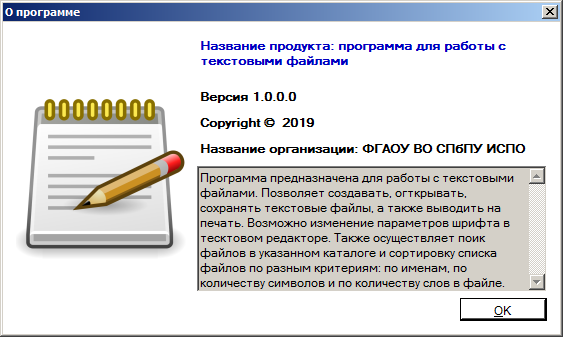 О программе
Название продукта: программа для работы с
текстовыми файлами
Версия 1.0.0.0
Copyright © 2019
Название организации: ФГАОУ ВО СПбПУ ИСПО
Программа предназначена для работы с текстовыми
файлами. Позволяет создавать, огткрывать,
сохранять текстовые файлы, а также выводить на
печать. Возможно изменение параметров шрифта в
тесктовом редакторе. Также осуществляет поик
файлов в указанном каталоге и сортировку списка
файлов по разным критериям: по именам, по
количеству символов и по количеству слов в файле.
OK